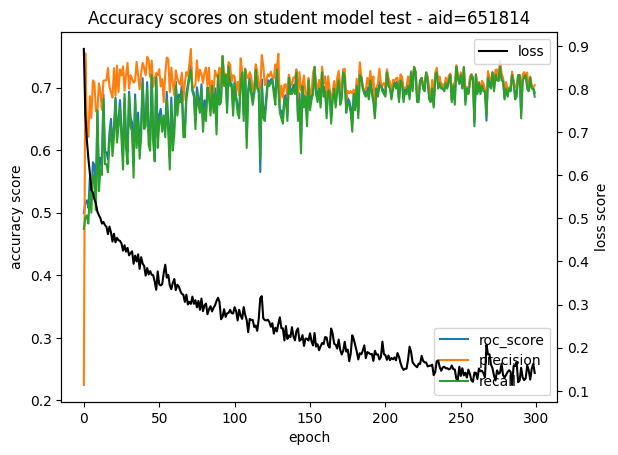 Accuracy scores on student model test - aid=651814
loss
0.9
0.8
0.7
0.6
0.5
0.4
0.3
0.2
0.1
loss score
0.7
0.6
0.5
0.4
0.3
0.2
accuracy score
roc_score
precision
recall
0
50
100
150
200
250
300
epoch